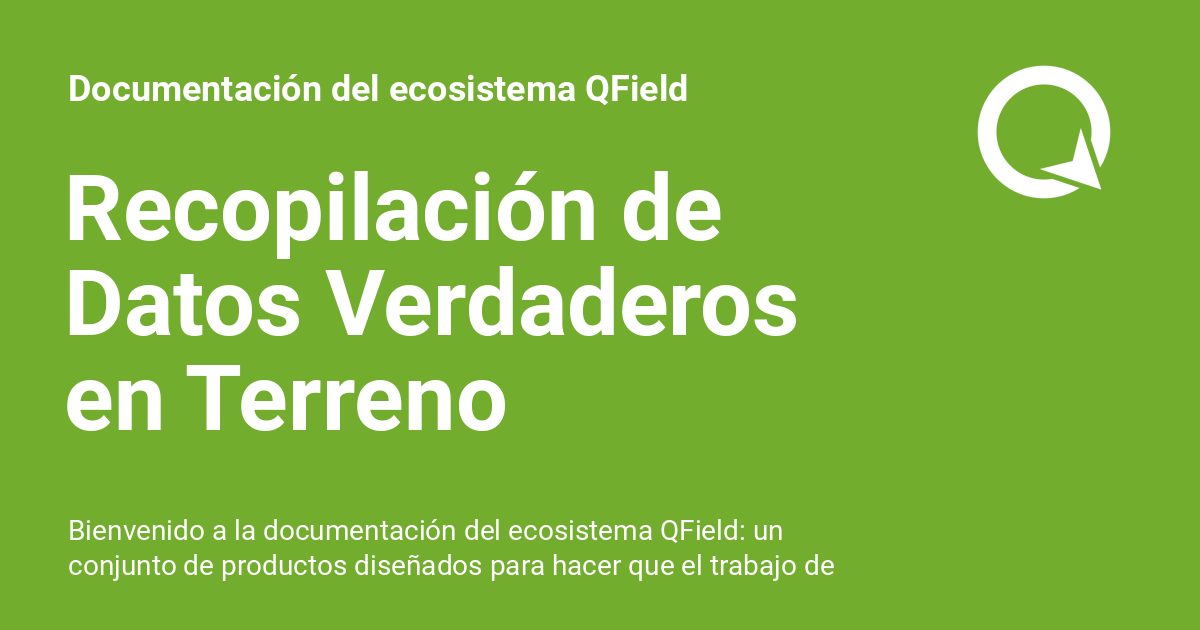 Documentación del ecosistema QField
Recopilación de
Datos Verdaderos
en Terreno
Bienvenido a la documentación del ecosistema QField: un
conjunto de productos diseñados para hacer que el trabajo de